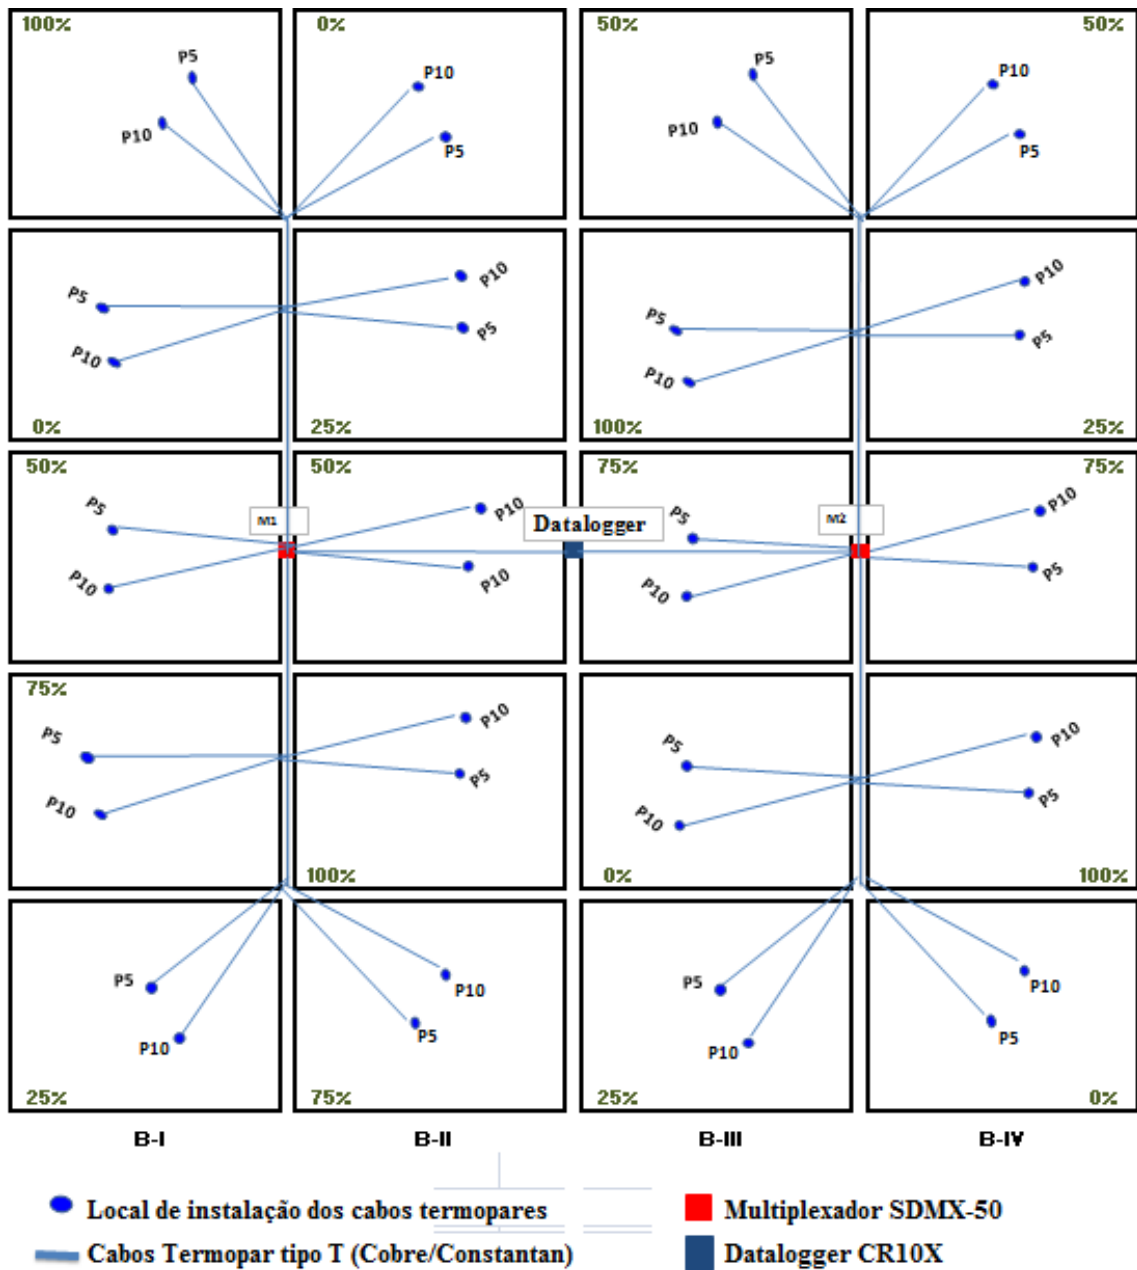 100% 0% 50% 50%
P5 P10 P5 P10
P10 P5 P10 P5
P5 P10 P5 P10
P10 P5 P10 P5
0% 25% 100% 25%
50% 50% 75% 75%
P5 M1 P10 Datalogger P5 M2 P10
P10 P10 P10 P5
75%
P5 P10 P5 P10
P10 P5 P10 P5
100% 0% 100%
P5 P10 P5 P10
P10 P5 P10 P5
25% 75% 25% 0%
B-I B-II B-III B-IV
Local de instalação dos cabos termopares Multiplexador SDMX-50
Cabos Termopar tipo T (Cobre/Constantan) Datalogger CR10X